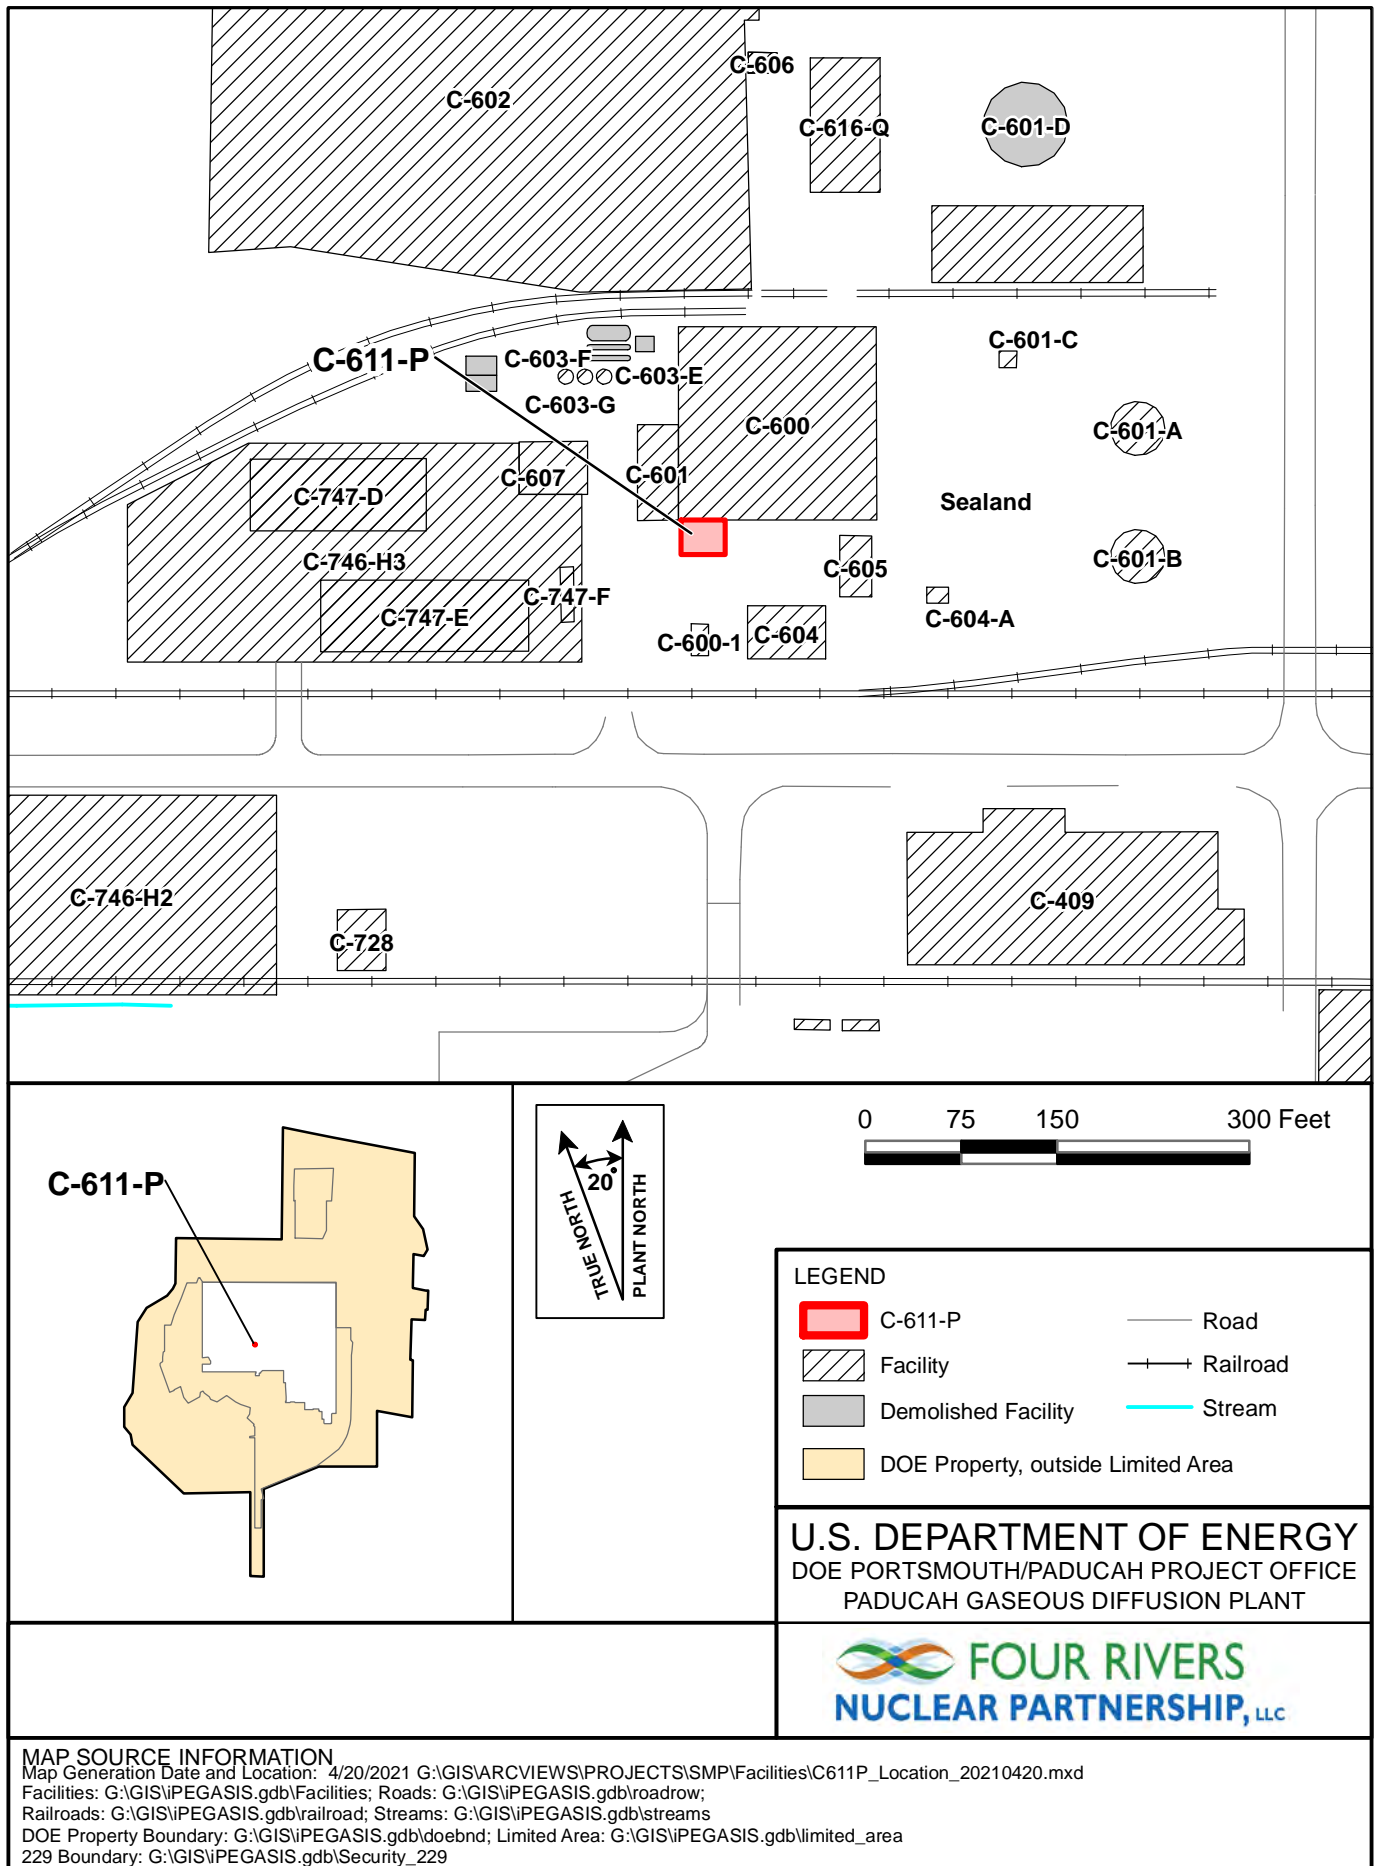 C-606
C-602
C-616-Q
C-601-D
C-601-C
C-611-P
C-603-F
C-603-E
C-603-G
C-600
C-601-A
C-607
C-601
C-747-D
Sealand
C-746-H3
C-601-B
C-605
C-747-F
C-747-E
C-604-A
C-600-1
C-604
C-746-H2
C-409
C-728
C-611-P
20°
TRUE NORTH
PLANT NORTH
0 75 150 300 Feet
LEGEND
C-611-P
Road
Facility
Railroad
Demolished Facility
Stream
DOE Property, outside Limited Area
U.S. DEPARTMENT OF ENERGY
DOE PORTSMOUTH/PADUCAH PROJECT OFFICE
PADUCAH GASEOUS DIFFUSION PLANT
FOUR RIVERS
NUCLEAR PARTNERSHIP, LLC
MAP SOURCE INFORMATION
Map Generation Date and Location: 4/20/2021 G:\GIS\ARCVIEWS\PROJECTS\SMP\Facilities\C611P_Location_20210420.mxd
Facilities: G:\GIS\iPEGASIS.gdb\Facilities; Roads: G:\GIS\iPEGASIS.gdb\roadrow;
Railroads: G:\GIS\iPEGASIS.gdb\railroad; Streams: G:\GIS\iPEGASIS.gdb\streams
DOE Property Boundary: G:\GIS\iPEGASIS.gdb\doebnd; Limited Area: G:\GIS\iPEGASIS.gdb\limited_area
229 Boundary: G:\GIS\iPEGASIS.gdb\Security_229